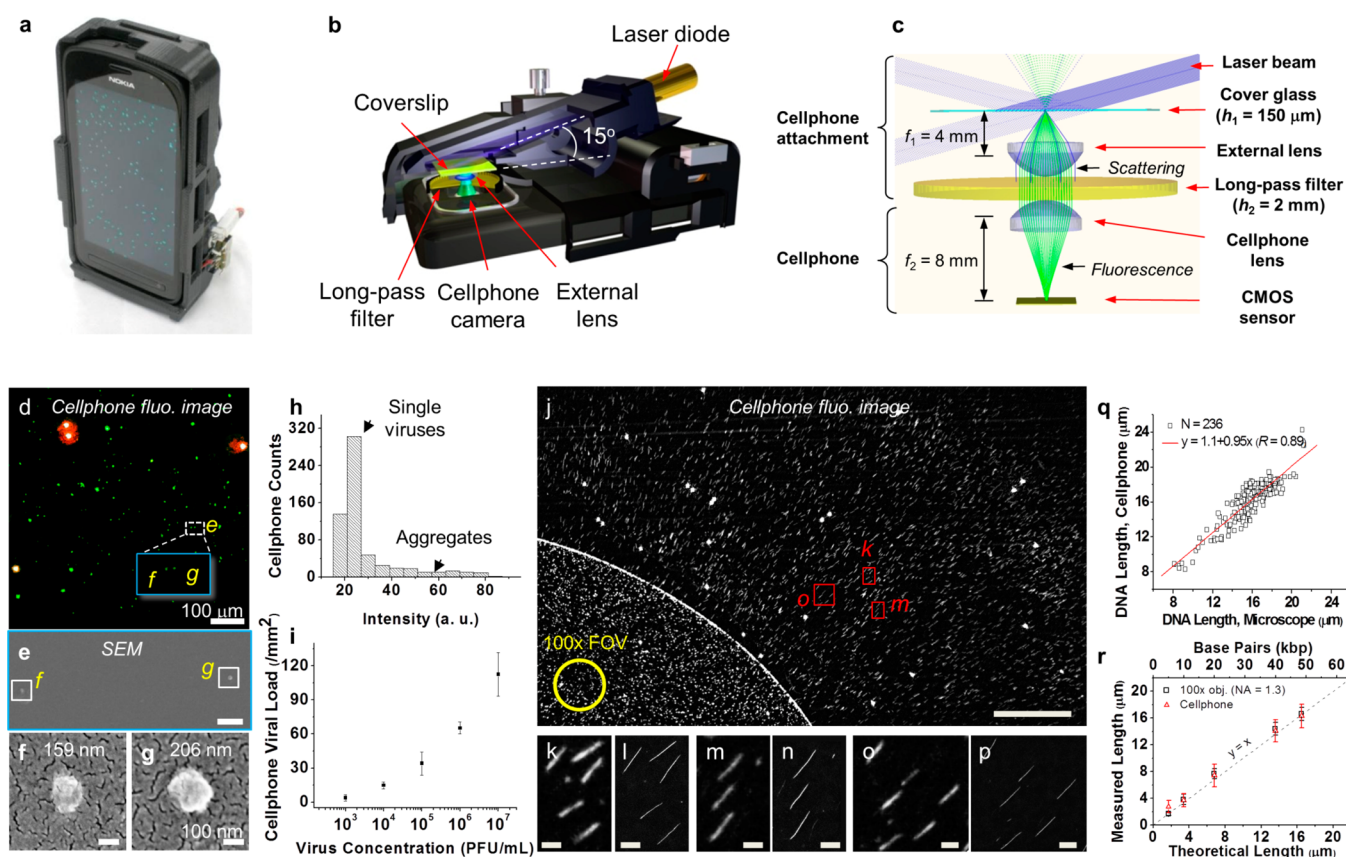 a
NOKIA
b
Laser diode
Coverslip
15°
Long-pass
filter
Cellphone
camera
External
lens
c
Cellphone
attachment
Cellphone
f1 = 4 mm
f2 = 8 mm
Scattering
Fluorescence
Laser beam
Cover glass
(h1 = 150 μm)
External lens
Long-pass filter
(h2 = 2 mm)
Cellphone
lens
CMOS
sensor
d
Cellphone fluo. image
e
f
g
100 μm
e
SEM
f
g
f
159 nm
g
206 nm
100 nm
h
Cellphone Counts
320
240
160
80
0
Single
viruses
Aggregates
20
40
60
80
Intensity (a. u.)
i
Cellphone Viral Load (/mm2)
120
90
60
30
0
10^3
10^4
10^5
10^6
10^7
Virus Concentration (PFU/mL)
j
Cellphone fluo. image
k
o
m
100x FOV
k
l
m
n
o
p
q
DNA Length, Cellphone (μm)
24
20
16
12
8
N = 236
y = 1.1+0.95x (R = 0.89)
8
12
16
20
24
DNA Length, Microscope (μm)
r
Base Pairs (kbp)
0
10
20
30
40
50
60
Measured Length (μm)
20
16
12
8
4
0
100x obj. (NA = 1.3)
Cellphone
y = x
0
4
8
12
16
20
Theoretical Length (μm)